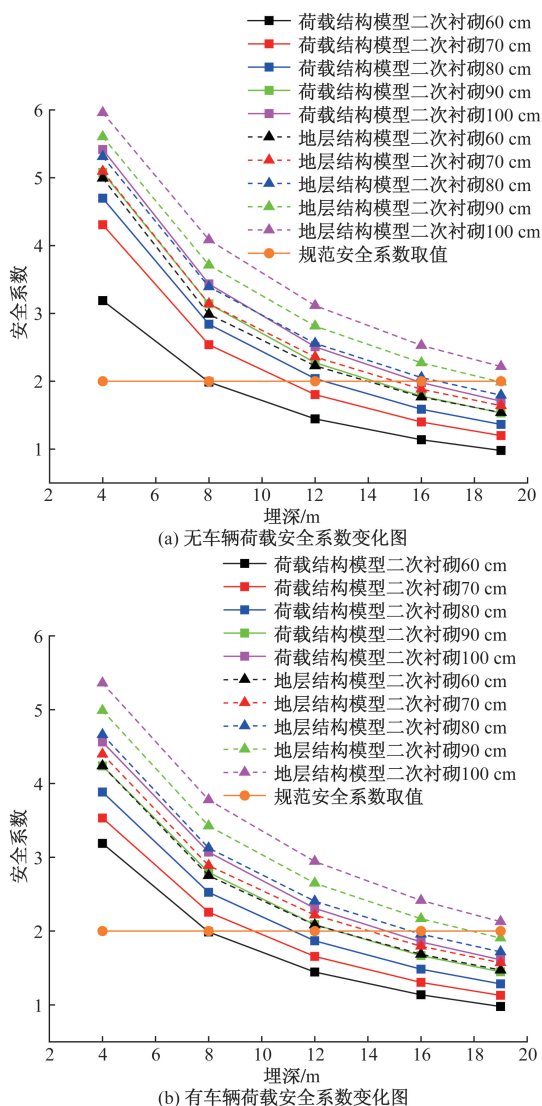 荷载结构模型二次衬砌60 cm
荷载结构模型二次衬砌70 cm
荷载结构模型二次衬砌80 cm
荷载结构模型二次衬砌90 cm
荷载结构模型二次衬砌100 cm
地层结构模型二次衬砌60 cm
地层结构模型二次衬砌70 cm
地层结构模型二次衬砌80 cm
地层结构模型二次衬砌90 cm
地层结构模型二次衬砌100 cm
规范安全系数取值
6
5
4
3
2
1
安全系数
2 4 6 8 10 12 14 16 18 20
埋深/m
(a) 无车辆荷载安全系数变化图
荷载结构模型二次衬砌60 cm
荷载结构模型二次衬砌70 cm
荷载结构模型二次衬砌80 cm
荷载结构模型二次衬砌90 cm
荷载结构模型二次衬砌100 cm
地层结构模型二次衬砌60 cm
地层结构模型二次衬砌70 cm
地层结构模型二次衬砌80 cm
地层结构模型二次衬砌90 cm
地层结构模型二次衬砌100 cm
规范安全系数取值
6
5
4
3
2
1
安全系数
2 4 6 8 10 12 14 16 18 20
埋深/m
(b) 有车辆荷载安全系数变化图